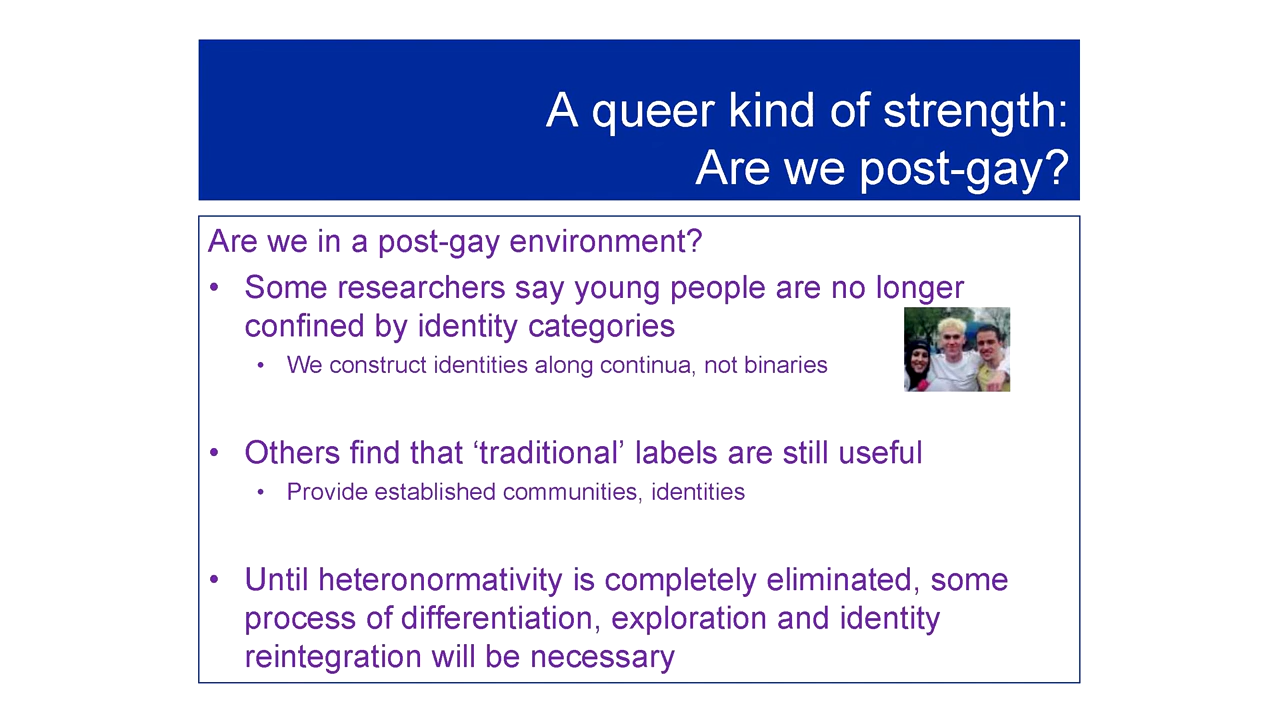 A queer kind of strength:
Are we post-gay?
Are we in a post-gay environment?
• Some researchers say young people are no longer
confined by identity categories
• We construct identities along continua, not binaries
• Others find that ‘traditional’ labels are still useful
• Provide established communities, identities
• Until heteronormativity is completely eliminated, some
process of differentiation, exploration and identity
reintegration will be necessary